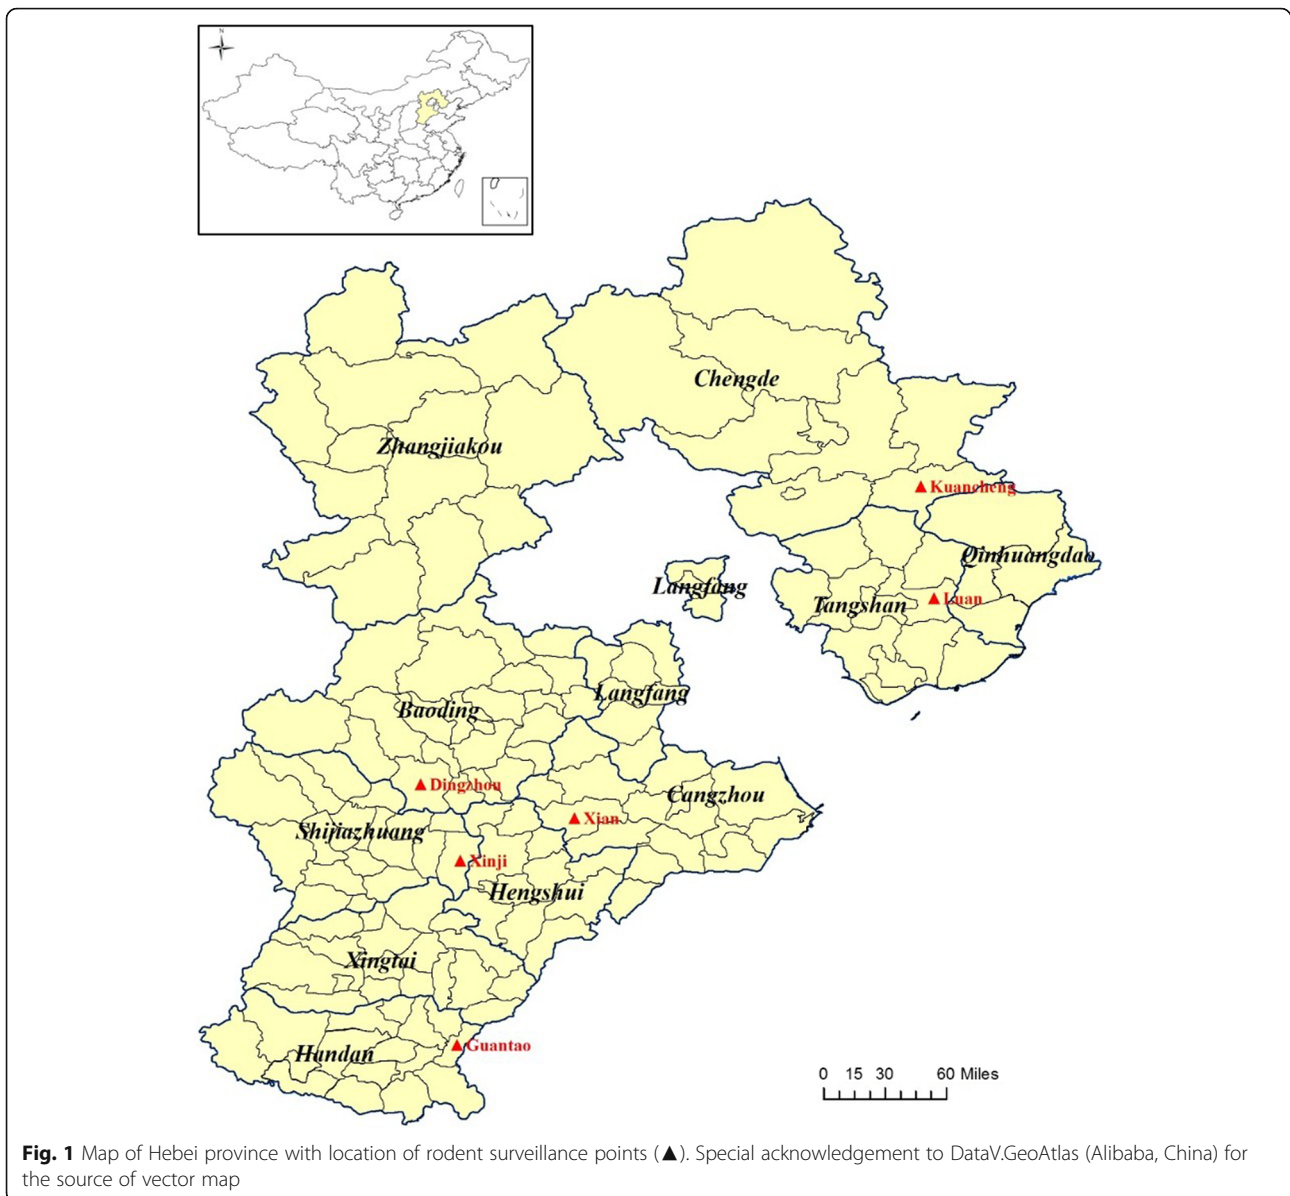 N
Chengde
Zhangjiakou
Kuancheng
Qinhuangdao
Langfang
Luan
Tangshan
Langfang
Baoding
Dingzhou
Cangzhou
Xian
Shijiazhuang
Xinji
Hengshui
Xingtai
Guantao
Handan
0 15 30 60 Miles
Fig. 1 Map of Hebei province with location of rodent surveillance points (▲). Special acknowledgement to DataV.GeoAtlas (Alibaba, China) for
the source of vector map